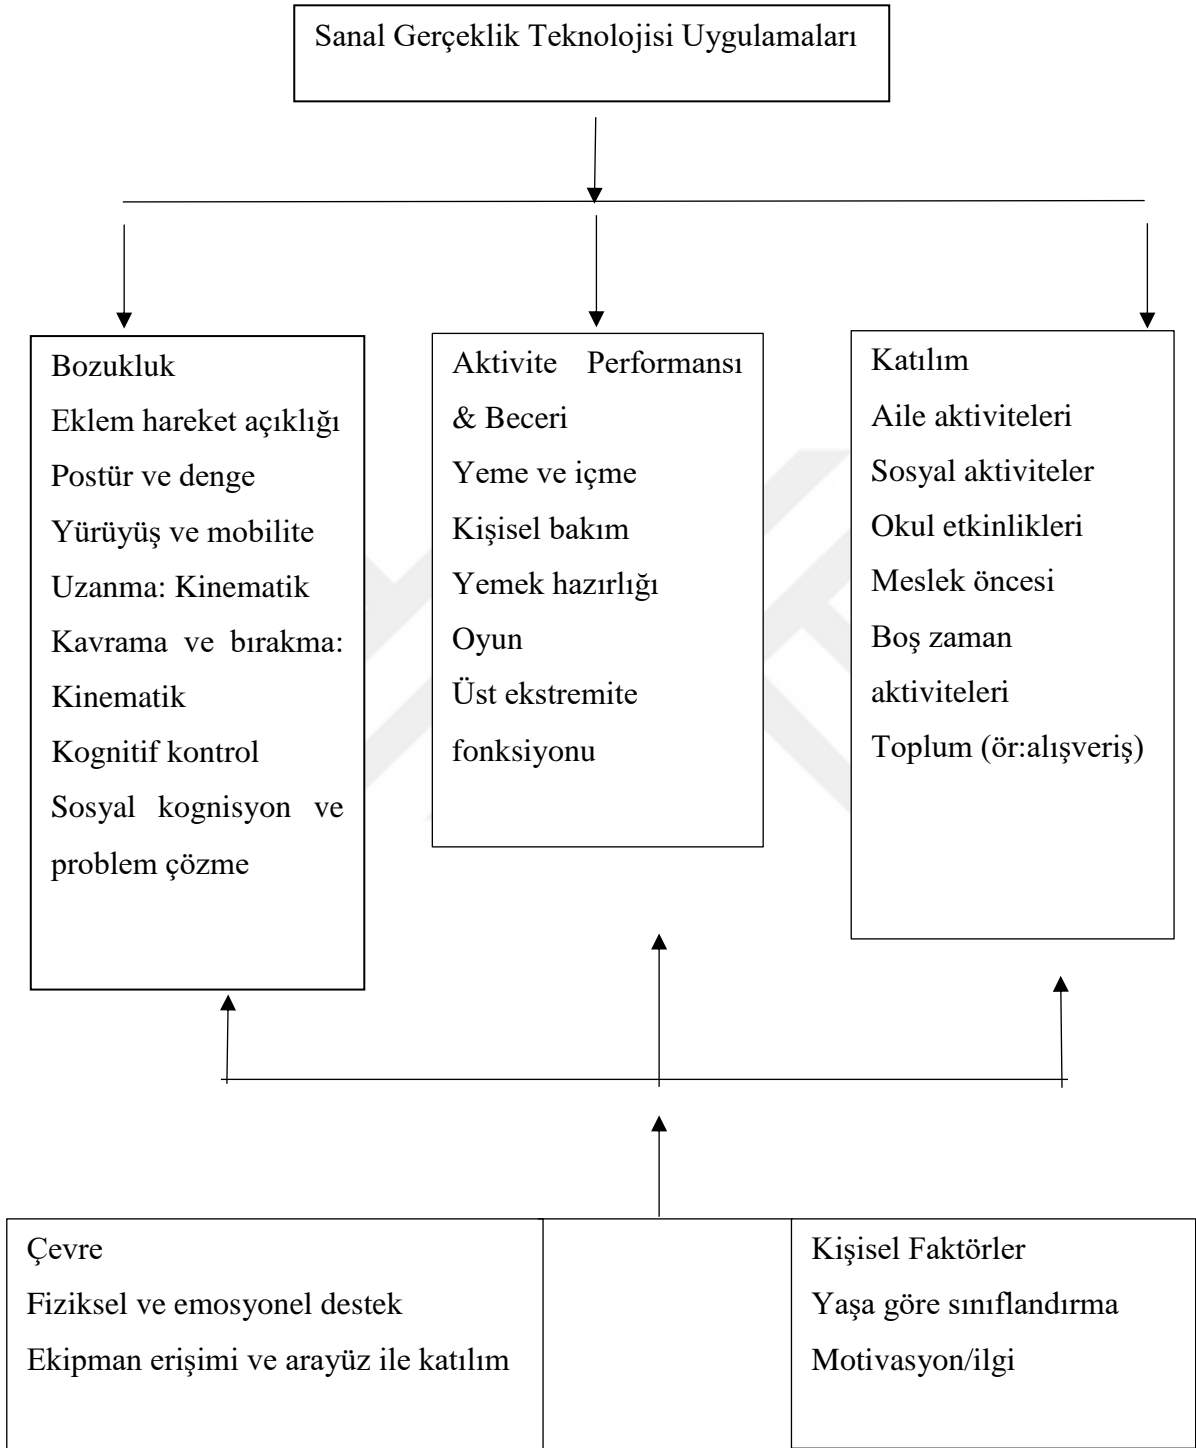 Sanal Gerçeklik Teknolojisi Uygulamaları
Bozukluk
Eklem hareket açıklığı
Postür ve denge
Yürüyüş ve mobilite
Uzanma: Kinematik
Kavrama ve bırakma:
Kinematik
Kognitif kontrol
Sosyal kognisyon ve
problem çözme
Aktivite Performansı
& Beceri
Yeme ve içme
Kişisel bakım
Yemek hazırlığı
Oyun
Üst ekstremite
fonksiyonu
Katılım
Aile aktiviteleri
Sosyal aktiviteler
Okul etkinlikleri
Meslek öncesi
Boş zaman
aktiviteleri
Toplum (ör:alışveriş)
Çevre
Fiziksel ve emosyonel destek
Ekipman erişimi ve arayüz ile katılım
Kişisel Faktörler
Yaşa göre sınıflandırma
Motivasyon/ilgi